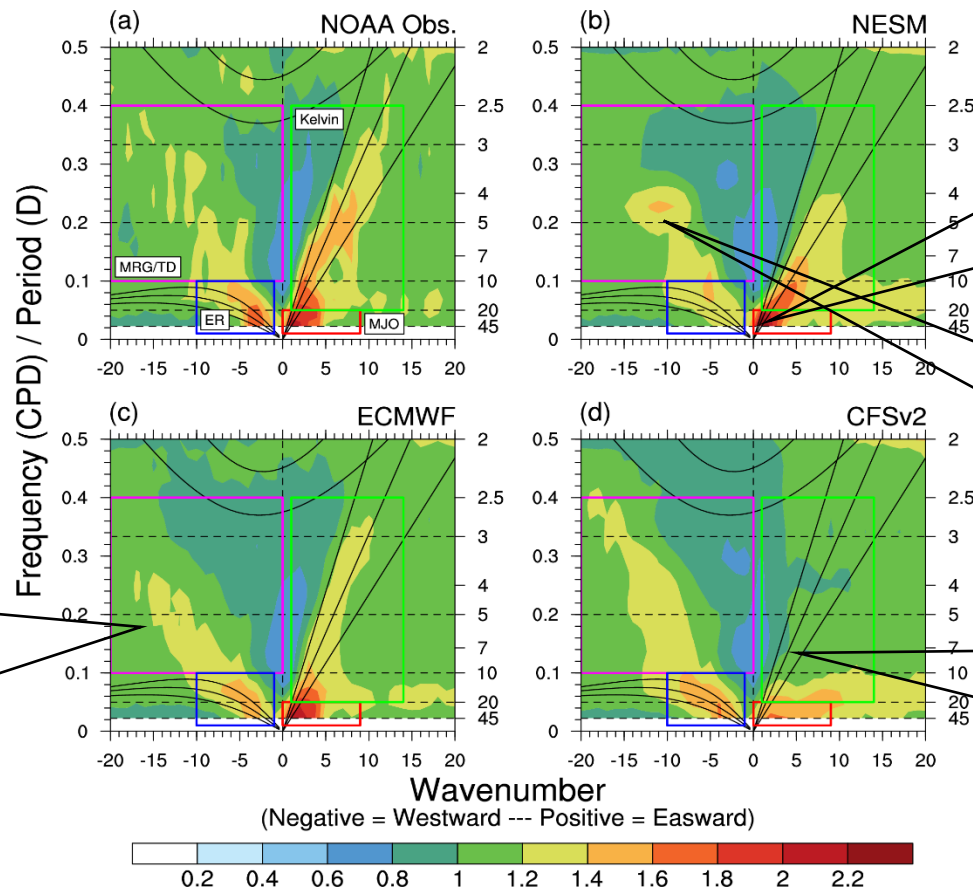 (a) NOAA Obs.
(b) NESM
Frequency (CPD) / Period (D)
0.5 0.4 0.3 0.2 0.1 0
2 2.5 3 4 5 7 10 20 45
Kelvin
MRG/TD
ER
MJO
-20 -15 -10 -5 0 5 10 15 20
0.5 0.4 0.3 0.2 0.1 0
2 2.5 3 4 5 7 10 20 45
-20 -15 -10 -5 0 5 10 15 20
(c) ECMWF
(d) CFSv2
0.5 0.4 0.3 0.2 0.1 0
2 2.5 3 4 5 7 10 20 45
-20 -15 -10 -5 0 5 10 15 20
0.5 0.4 0.3 0.2 0.1 0
2 2.5 3 4 5 7 10 20 45
-20 -15 -10 -5 0 5 10 15 20
Wavenumber
(Negative = Westward --- Positive = Easward)
0.2 0.4 0.6 0.8 1 1.2 1.4 1.6 1.8 2 2.2